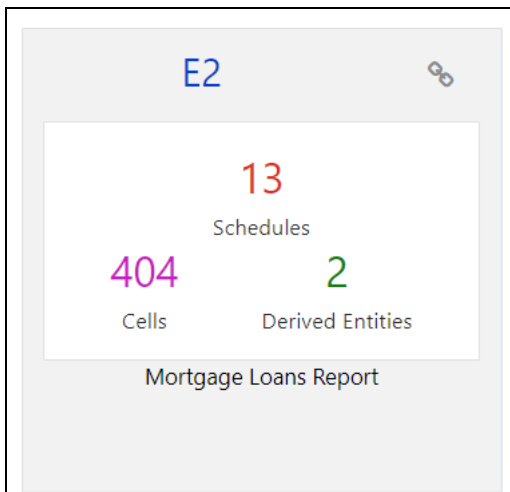 E2
13
Schedules
404 2
Cells Derived Entities
Mortgage Loans Report